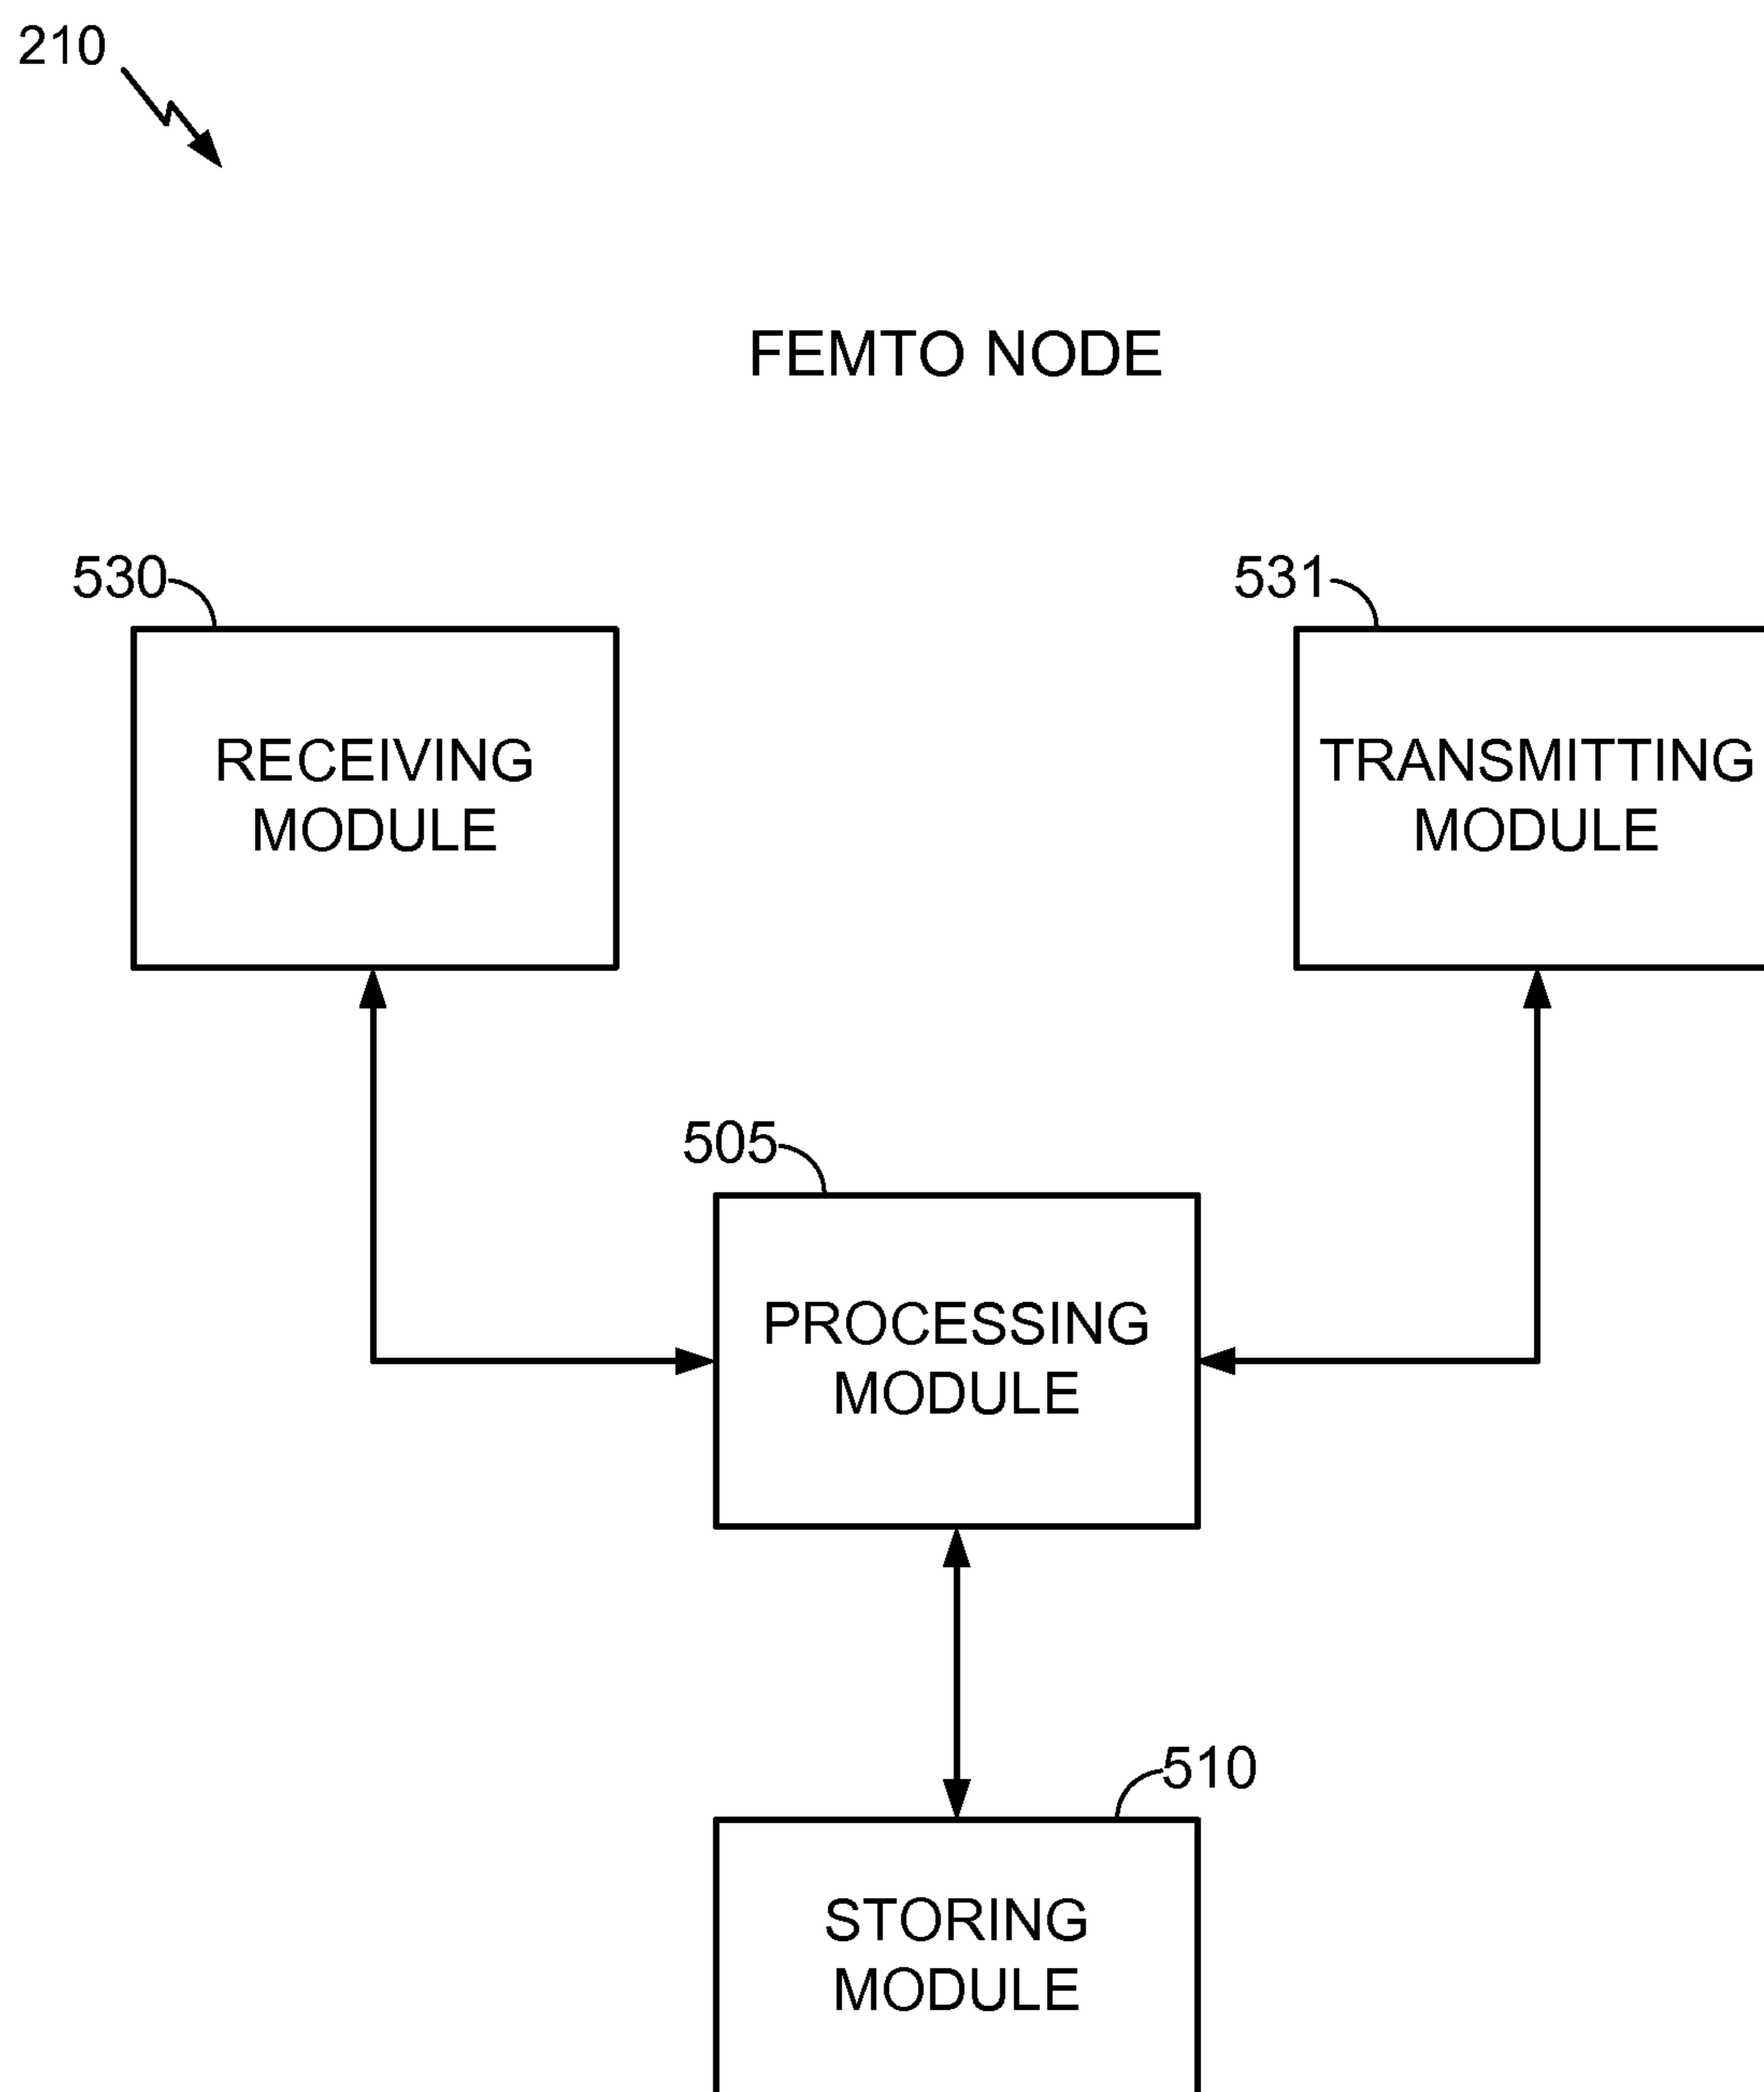 210
FEMTO NODE
530
531
RECEIVING
MODULE
TRANSMITTING
MODULE
505
PROCESSING
MODULE
510
STORING
MODULE